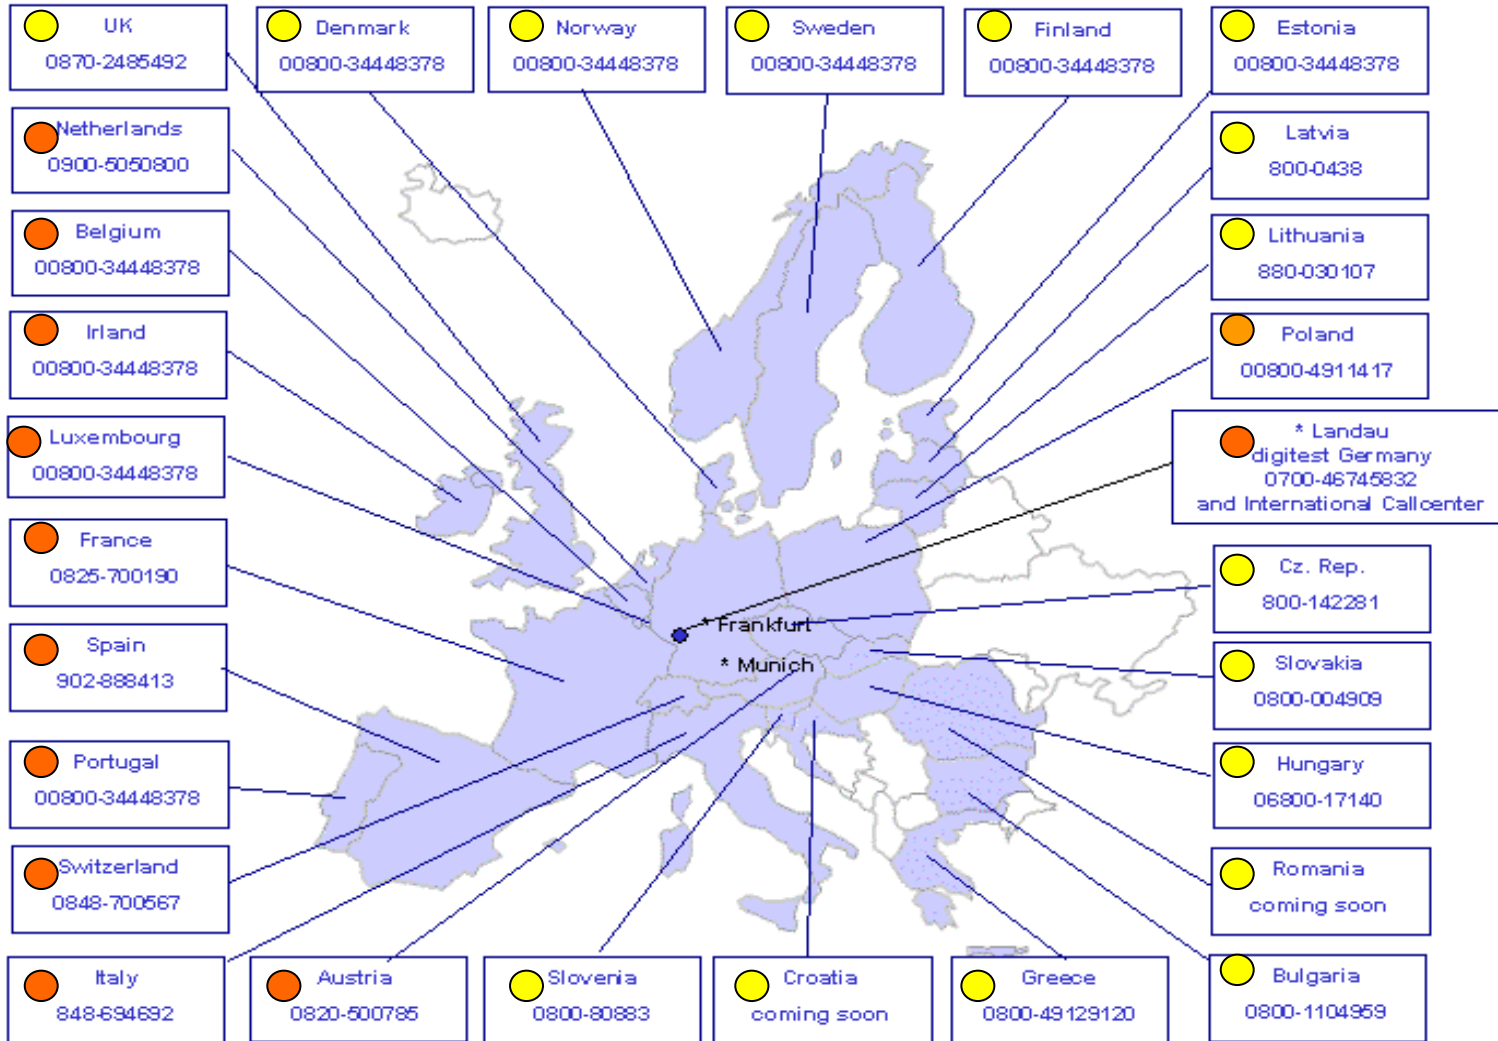 UK
0870-2485492
Denmark
00800-34448378
Norway
00800-34448378
Sweden
00800-34448378
Finland
00800-34448378
Estonia
00800-34448378
Netherlands
0900-5050800
Latvia
800-0438
Belgium
00800-34448378
Lithuania
880-030107
Irland
00800-34448378
Poland
00800-4911417
Luxembourg
00800-34448378
* Landau
digitest Germany
0700-46745832
and International Callcenter
France
0825-700190
Cz. Rep.
800-142281
* Frankfurt
* Munich
Spain
902-888413
Slovakia
0800-004909
Portugal
00800-34448378
Hungary
06800-17140
Switzerland
0848-700567
Romania
coming soon
Italy
848-694692
Austria
0820-500785
Slovenia
0800-80883
Croatia
coming soon
Greece
0800-49129120
Bulgaria
0800-1104959